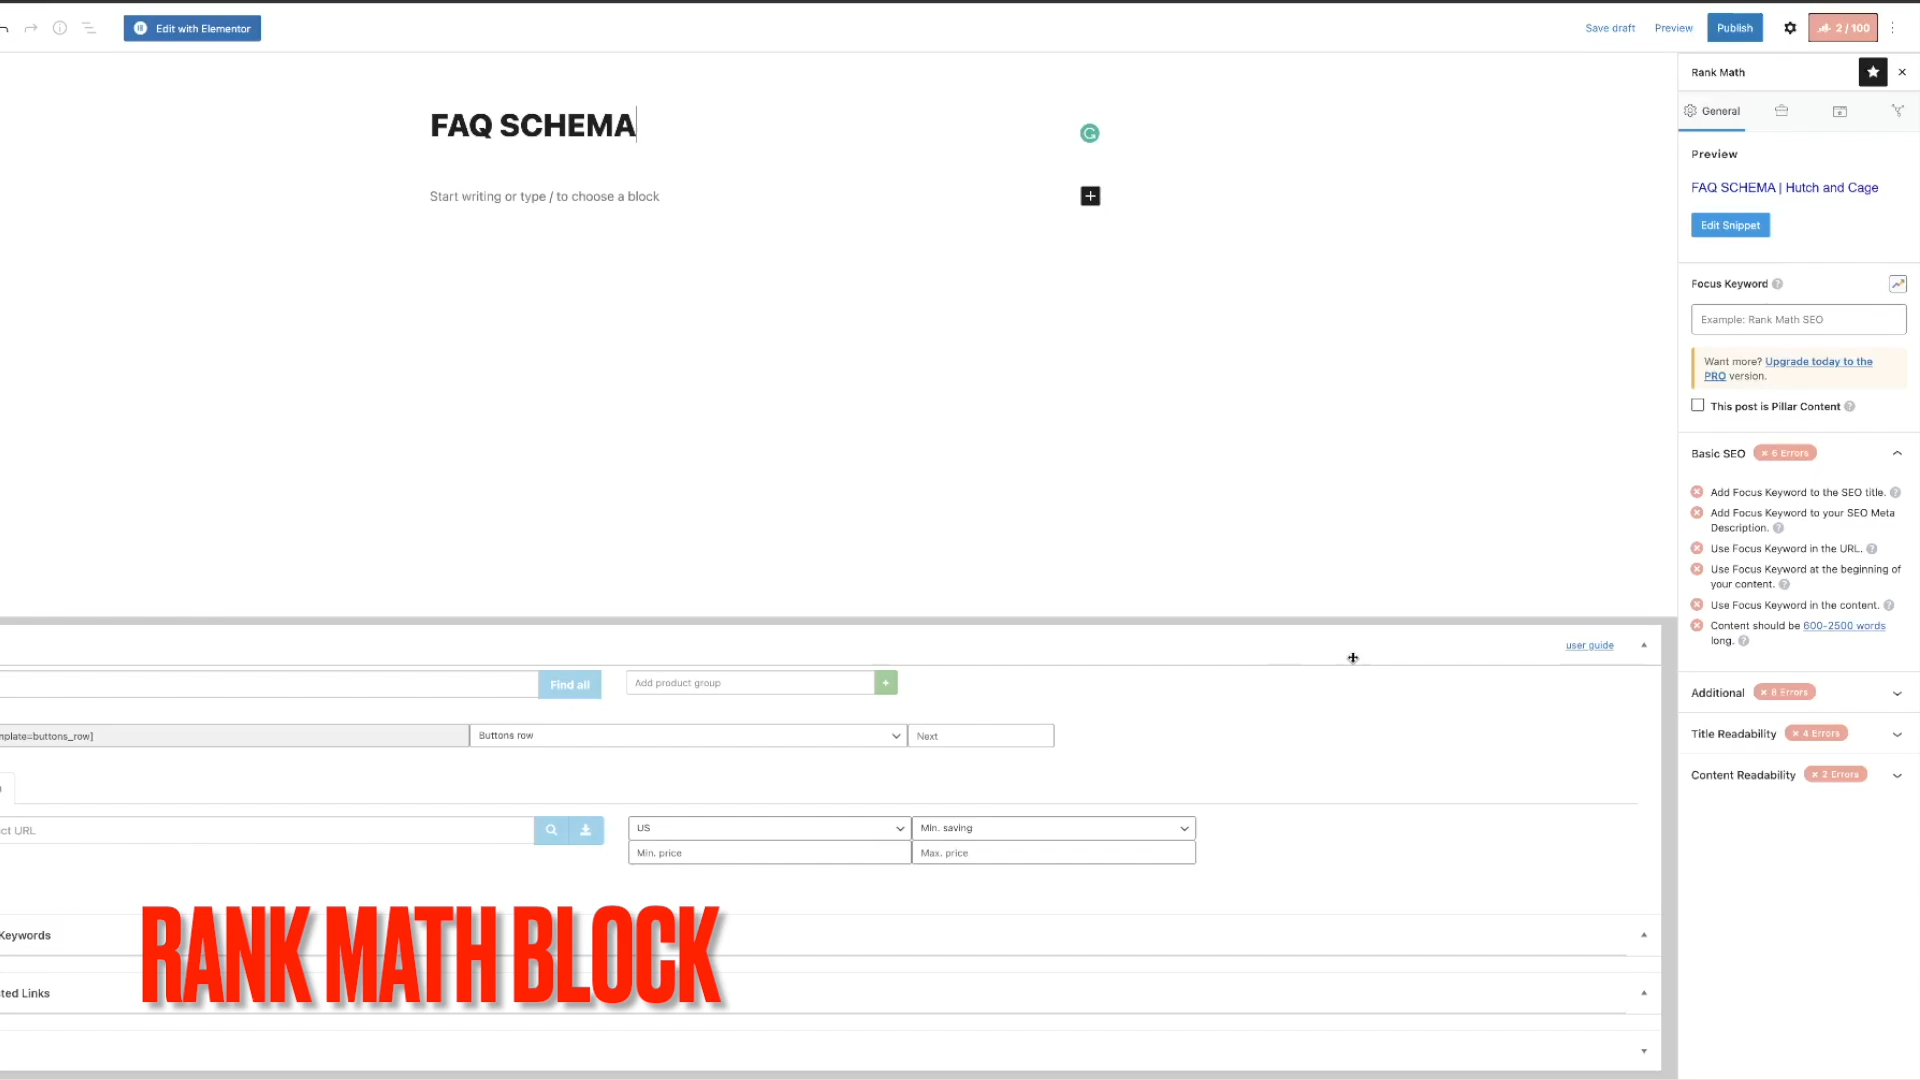 Edit with Elementor
Save draft
Preview
Publish
2 / 100
Rank Math
General
FAQ SCHEMA
Start writing or type / to choose a block
Preview
FAQ SCHEMA | Hutch and Cage
Edit Snippet
Focus Keyword
Example: Rank Math SEO
Want more? Upgrade today to the
PRO version.
This post is Pillar Content
Basic SEO
× 6 Errors
Add Focus Keyword to the SEO title.
Add Focus Keyword to your SEO Meta
Description.
Use Focus Keyword in the URL.
Use Focus Keyword at the beginning of
your content.
Use Focus Keyword in the content.
Content should be 600-2500 words
long.
Additional
× 8 Errors
Title Readability
× 4 Errors
Content Readability
× 2 Errors
user guide
Find all
Add product group
+
mplate=buttons_row]
Buttons row
Next
ct URL
US
Min. saving
Min. price
Max. price
Keywords
ted Links
RANK MATH BLOCK